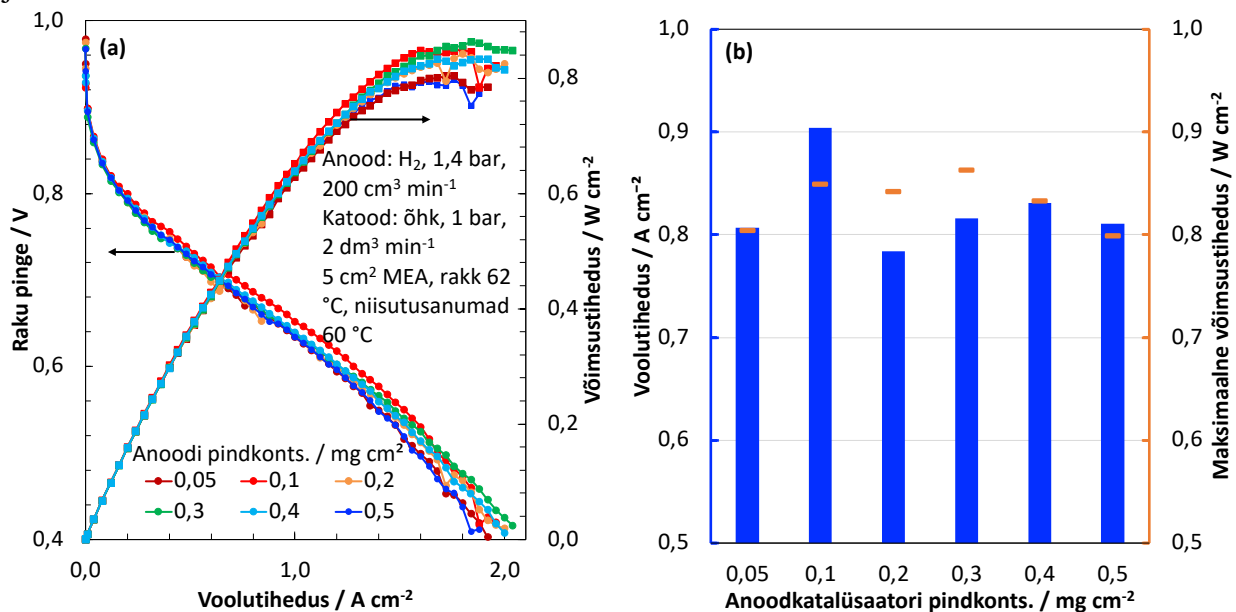 (a)
1,0
0,8
0,6
0,4
Raku pinge / V
0,0
1,0
2,0
Voolutihedus / A cm⁻²
0,8
0,6
0,4
0,2
0,0
Võimsustihedus / W cm⁻²
Anood: H₂, 1,4 bar,
200 cm³ min⁻¹
Katood: õhk, 1 bar,
2 dm³ min⁻¹
5 cm² MEA, rakk 62
°C, niisutusanumad
60 °C
Anoodi pindkonts. / mg cm²
0,05
0,1
0,2
0,3
0,4
0,5
(b)
1,0
0,9
0,8
0,7
0,6
0,5
Voolutihedus / A cm⁻²
0,05
0,1
0,2
0,3
0,4
0,5
Anoodkatalüsaatori pindkonts. / mg cm⁻²
1,0
0,9
0,8
0,7
0,6
0,5
Maksimaalne võimsustihedus / W cm⁻²